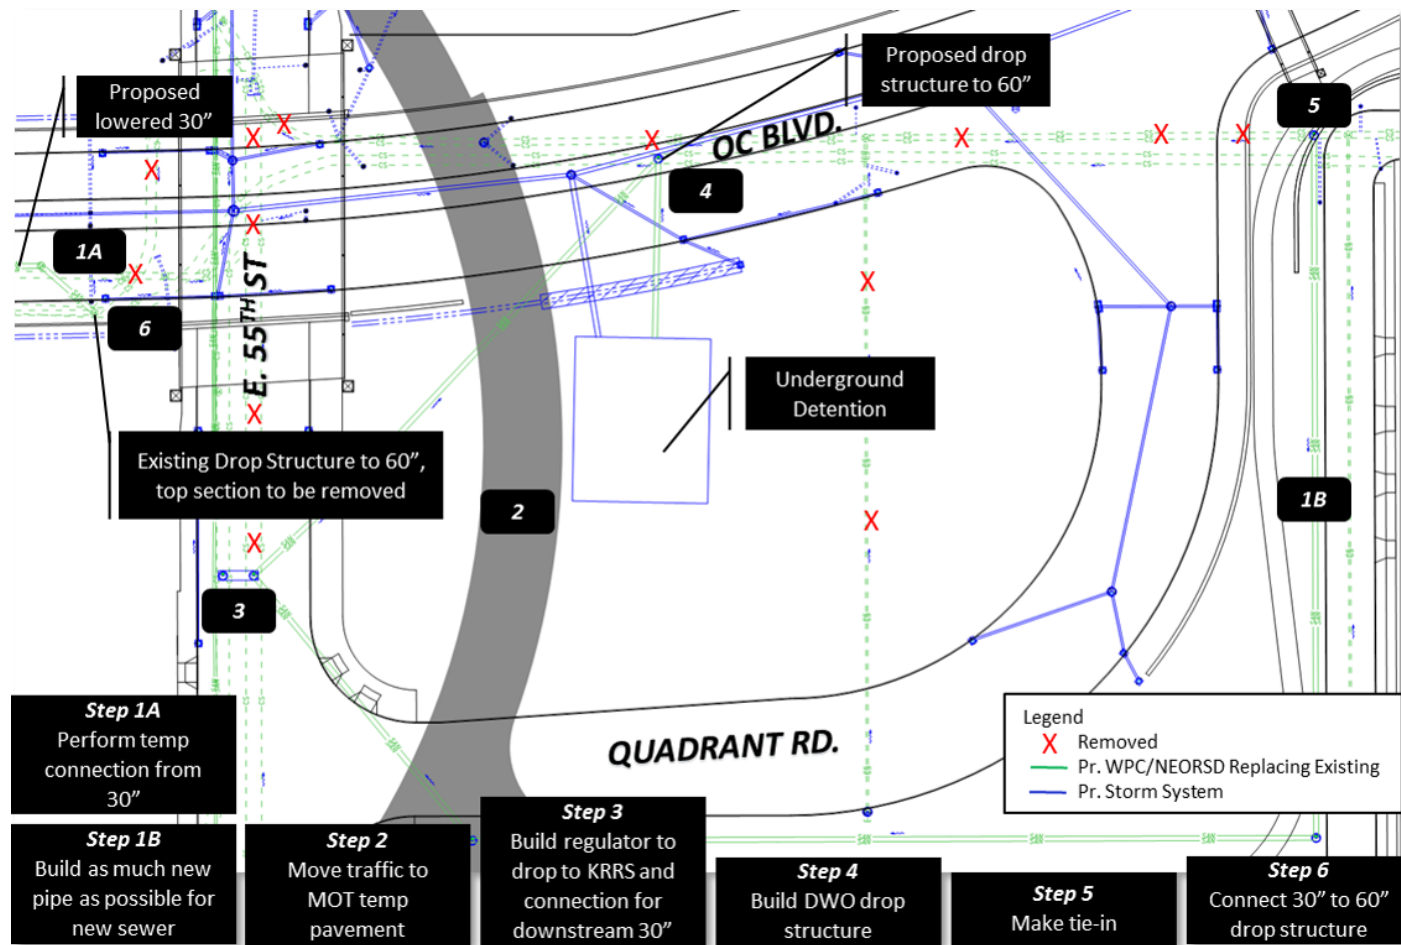 Proposed
lowered 30”
Proposed drop
structure to 60”
5
OC BLVD.
4
1A
6
E. 55TH ST
Underground
Detention
Existing Drop Structure to 60”,
top section to be removed
2
1B
3
QUADRANT RD.
Legend
X Removed
Pr. WPC/NEORSD Replacing Existing
Pr. Storm System
Step 1A
Perform temp
connection from
30”
Step 1B
Build as much new
pipe as possible for
new sewer
Step 2
Move traffic to
MOT temp
pavement
Step 3
Build regulator to
drop to KRRS and
connection for
downstream 30”
Step 4
Build DWO drop
structure
Step 5
Make tie-in
Step 6
Connect 30” to 60”
drop structure